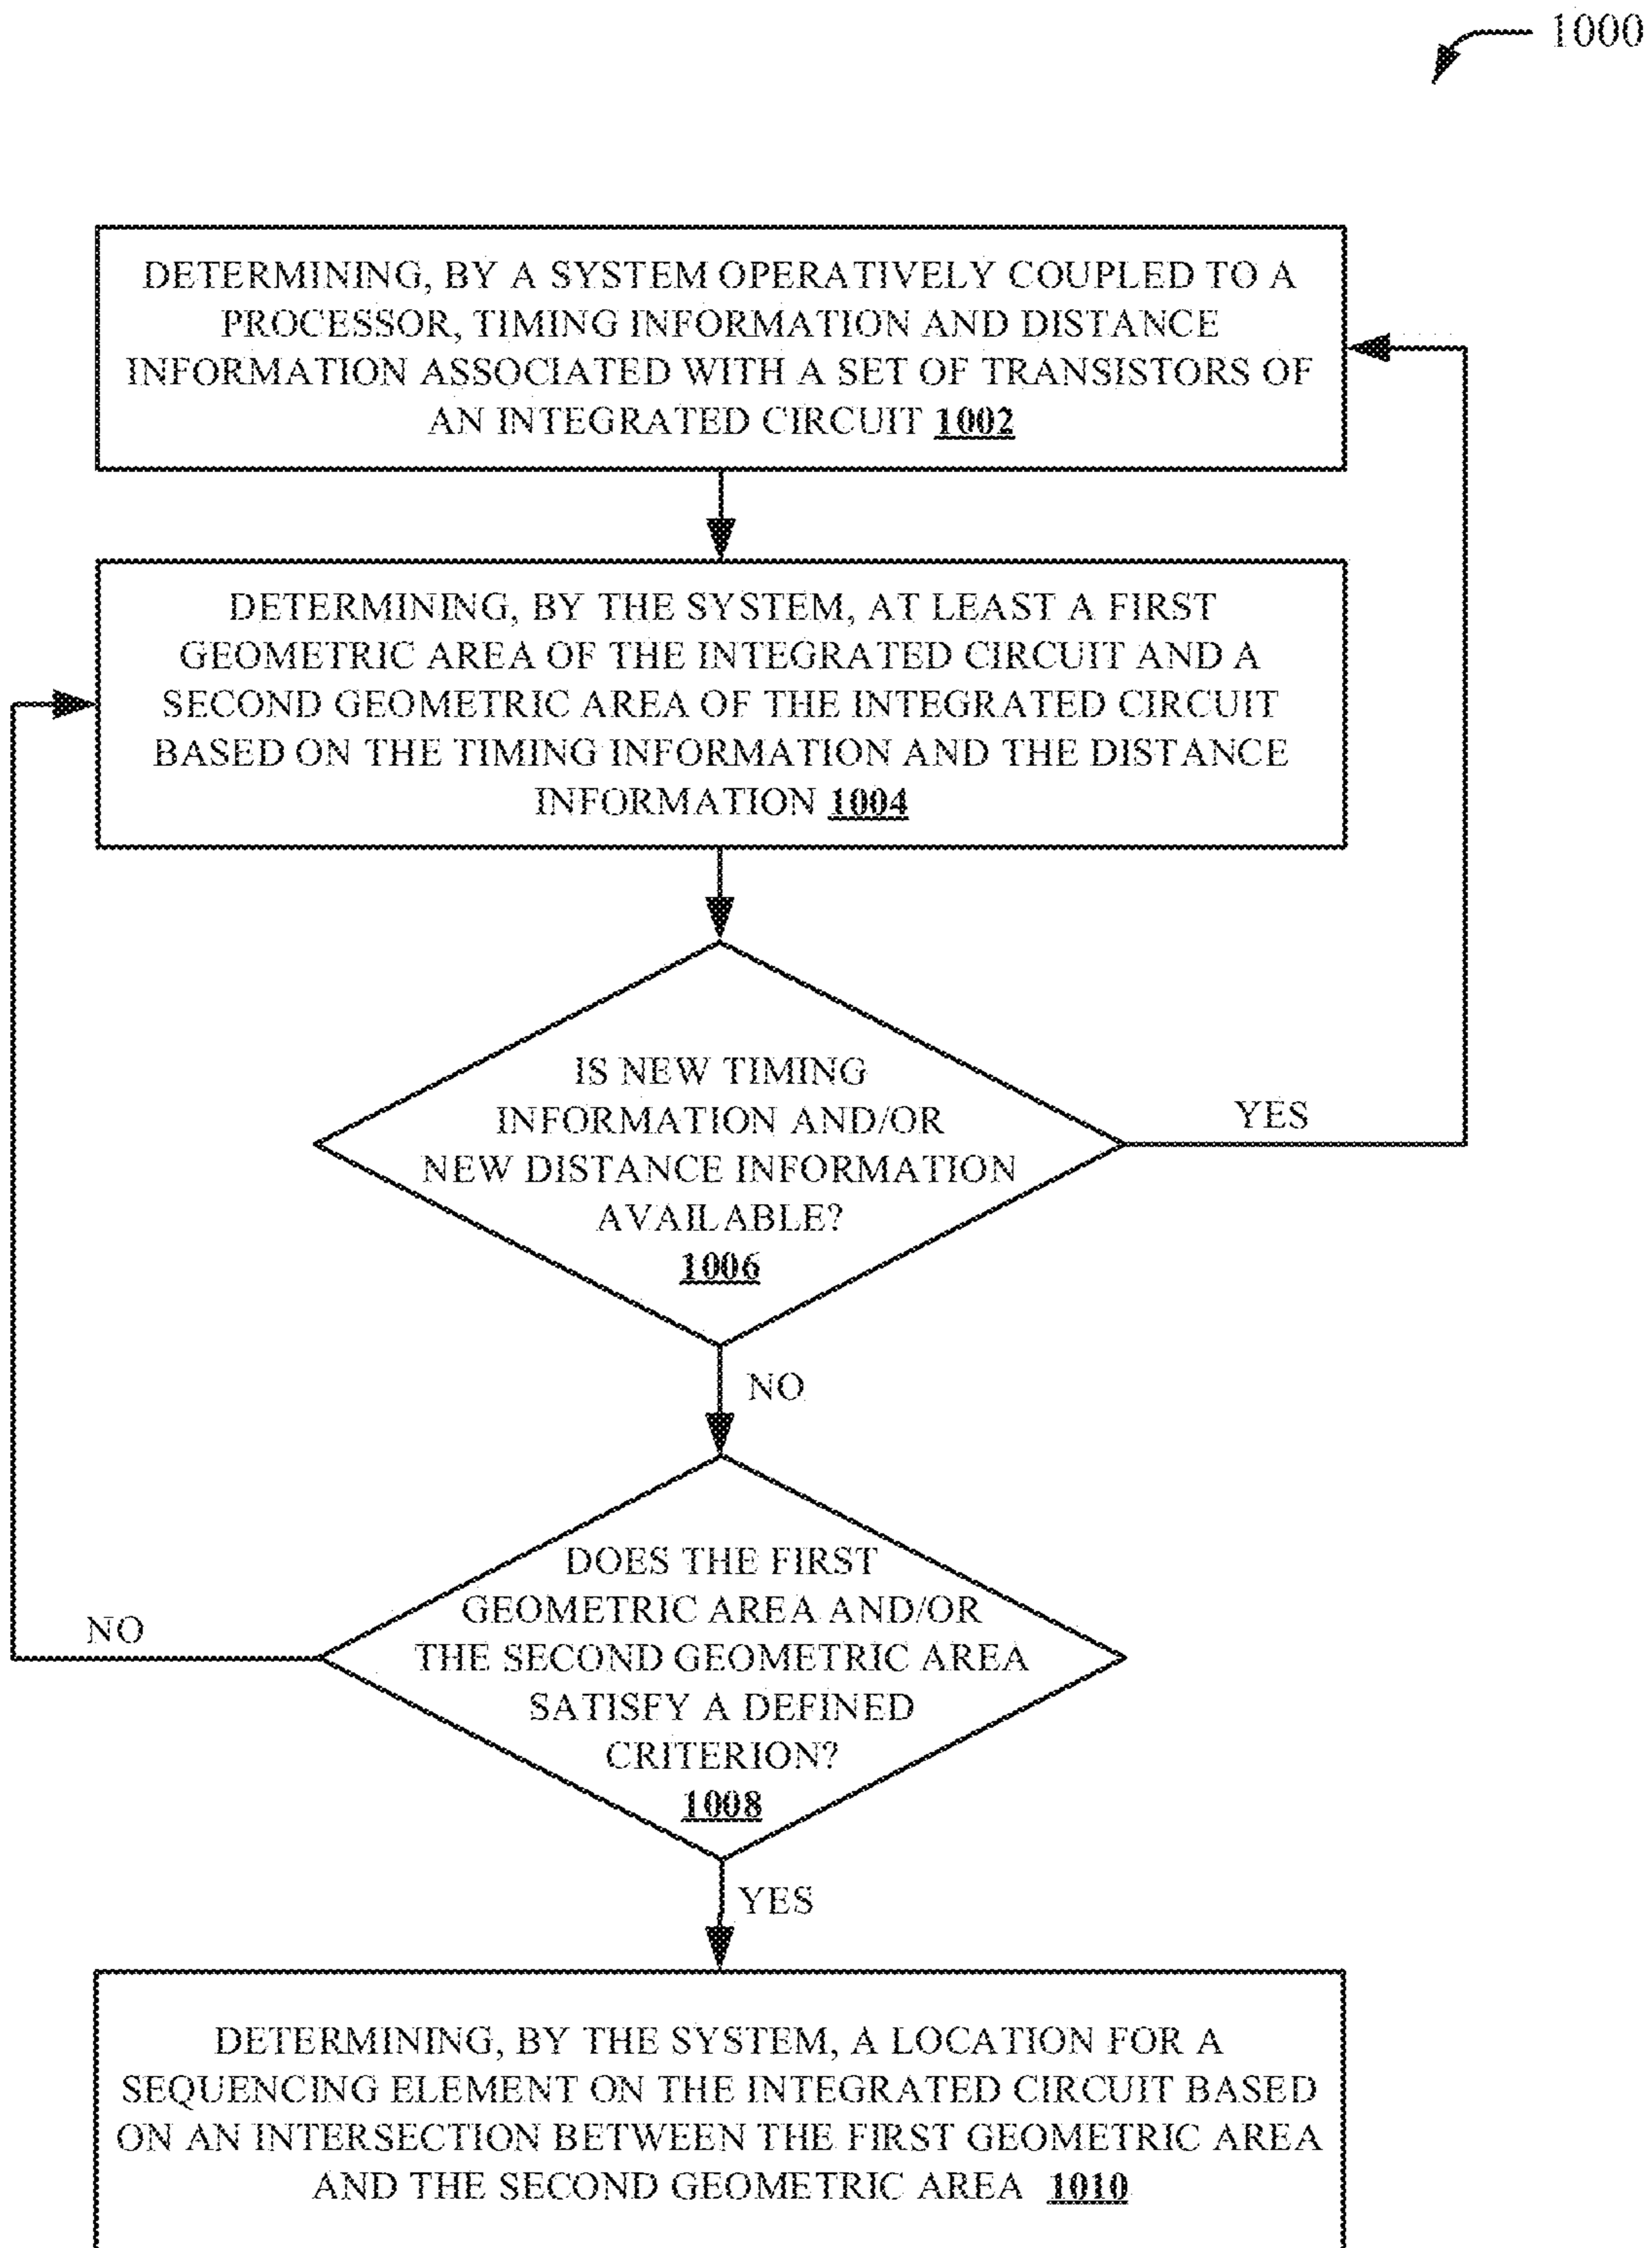 1000
DETERMINING, BY A SYSTEM OPERATIVELY COUPLED TO A
PROCESSOR, TIMING INFORMATION AND DISTANCE
INFORMATION ASSOCIATED WITH A SET OF TRANSISTORS OF
AN INTEGRATED CIRCUIT 1002
DETERMINING, BY THE SYSTEM, AT LEAST A FIRST
GEOMETRIC AREA OF THE INTEGRATED CIRCUIT AND A
SECOND GEOMETRIC AREA OF THE INTEGRATED CIRCUIT
BASED ON THE TIMING INFORMATION AND THE DISTANCE
INFORMATION 1004
IS NEW TIMING
INFORMATION AND/OR
NEW DISTANCE INFORMATION
AVAILABLE?
1006
YES
NO
DOES THE FIRST
GEOMETRIC AREA AND/OR
THE SECOND GEOMETRIC AREA
SATISFY A DEFINED
CRITERION?
1008
NO
YES
DETERMINING, BY THE SYSTEM, A LOCATION FOR A
SEQUENCING ELEMENT ON THE INTEGRATED CIRCUIT BASED
ON AN INTERSECTION BETWEEN THE FIRST GEOMETRIC AREA
AND THE SECOND GEOMETRIC AREA 1010